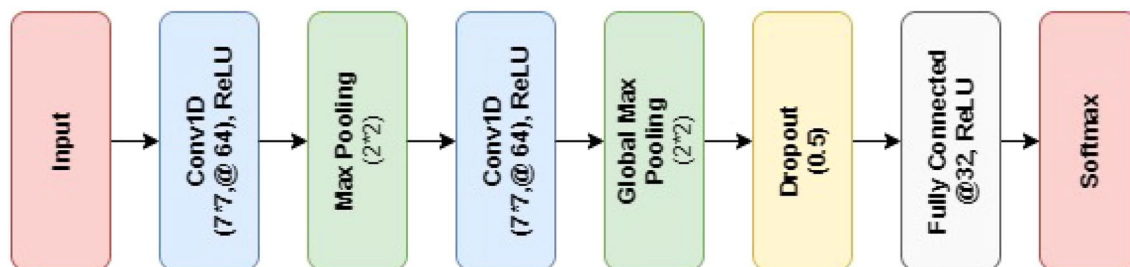 Input
Conv1D
(7*7,@ 64), ReLU
Max Pooling
(2*2)
Conv1D
(7*7,@ 64), ReLU
Global Max
Pooling
(2*2)
Dropout
(0.5)
Fully Connected
@32, ReLU
Softmax